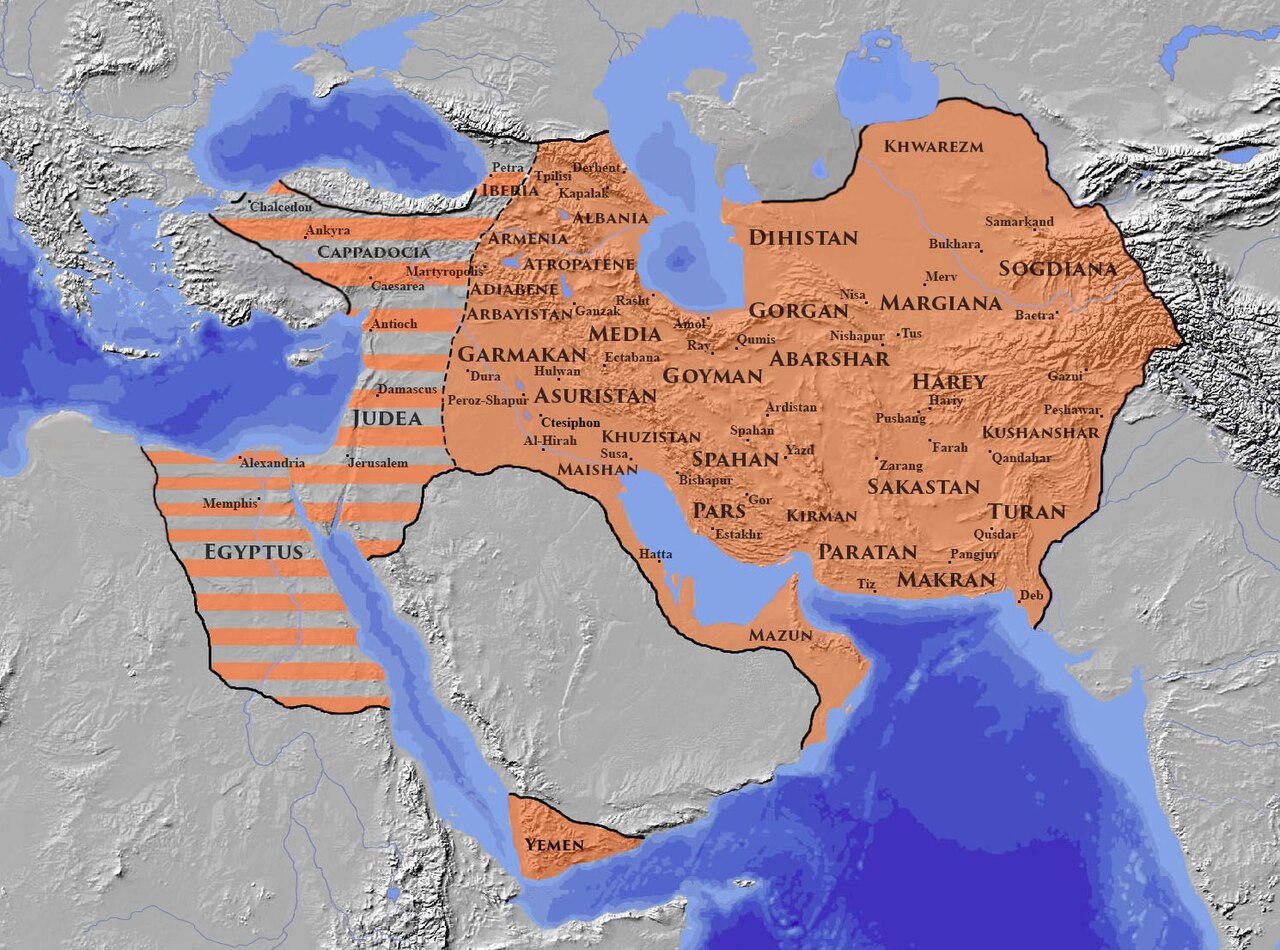 KHWAREZM
Petra
Derbent
Tpilisi
IBERIA
Kapalak
Chalcedou
ALBANIA
Samarkand
Ankyra
ARMENIA
DIHISTAN
Bukhara
CAPPADOCIA
ATROPATENE
SOGDIANA
Martyropolis
Merv
Caesarea
ADIABENE
Nisa
MARGIANA
Rasht
ARBAYISTAN
Ganzak
GORGAN
Baetra
Antioch
Amol
MEDIA
Nishapur
Tus
Ray
Qumis
GARMAKAN
Ectabana
ABARSHAR
Hulwan
Dura
GOYMAN
Gazni
Damascus
HAREY
Peroz-Shapur
ASURISTAN
Harry
Ardistan
Peshawar
JUDEA
Ctesiphon
Pushang
Spahan
KUSHANSHAR
Al-Hirah
KHUZISTAN
Farah
Yazd
Susa
SPAHAN
Qandahar
Alexandria
Jerusalem
MAISHAN
Zarang
Bishapur
SAKASTAN
Memphis
Gor
PARS
KIRMAN
TURAN
Estakhr
Qusdar
EGYPTUS
Hatta
PARATAN
Pangjur
Tiz
MAKRAN
Deb
MAZUN
YEMEN